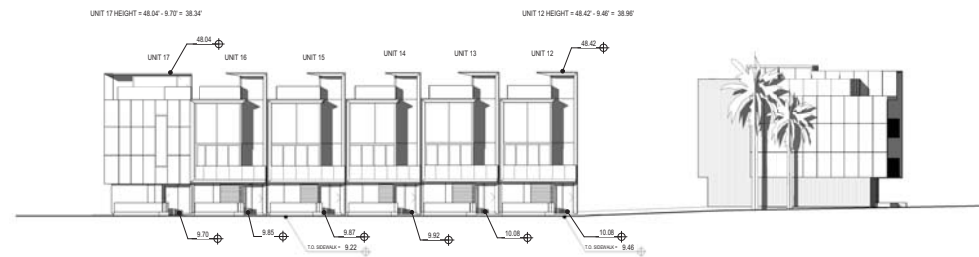 UNIT 17 HEIGHT = 48.04' - 9.70' = 38.34'
UNIT 12 HEIGHT = 48.42' - 9.46' = 38.96'
48.04
48.42
UNIT 17
UNIT 16
UNIT 15
UNIT 14
UNIT 13
UNIT 12
9.70
9.85
9.87
9.92
10.08
10.08
T.O. SIDEWALK = 9.22
T.O. SIDEWALK = 9.46